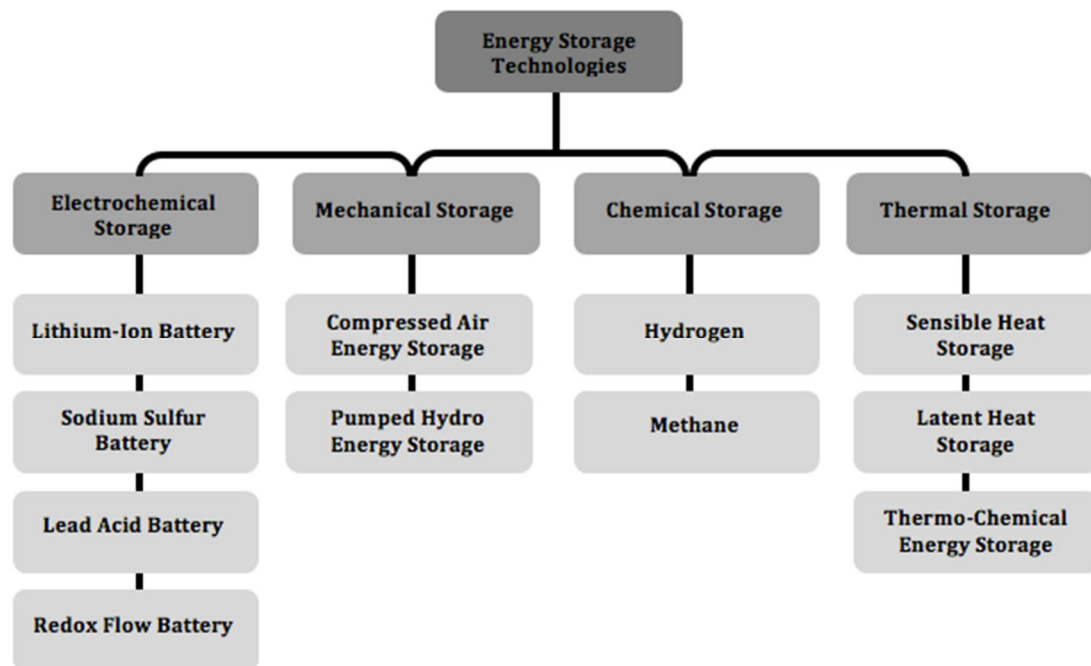 Energy Storage
Technologies
Electrochemical
Storage
Mechanical Storage
Chemical Storage
Thermal Storage
Lithium-Ion Battery
Compressed Air
Energy Storage
Hydrogen
Sensible Heat
Storage
Sodium Sulfur
Battery
Pumped Hydro
Energy Storage
Methane
Latent Heat
Storage
Lead Acid Battery
Thermo-Chemical
Energy Storage
Redox Flow Battery